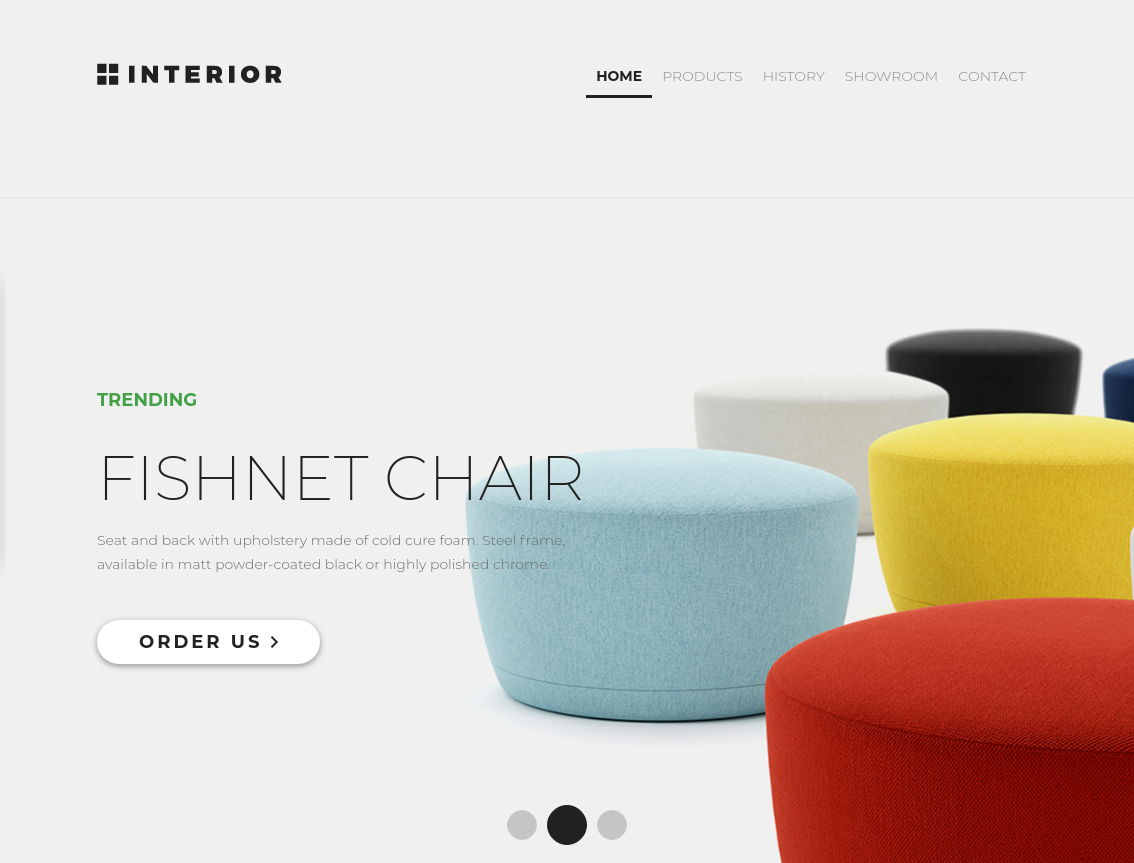 INTERIOR
HOME PRODUCTS HISTORY SHOWROOM CONTACT
TRENDING
FISHNET CHAIR
Seat and back with upholstery made of cold cure foam. Steel frame,
available in matt powder-coated black or highly polished chrome.
ORDER US